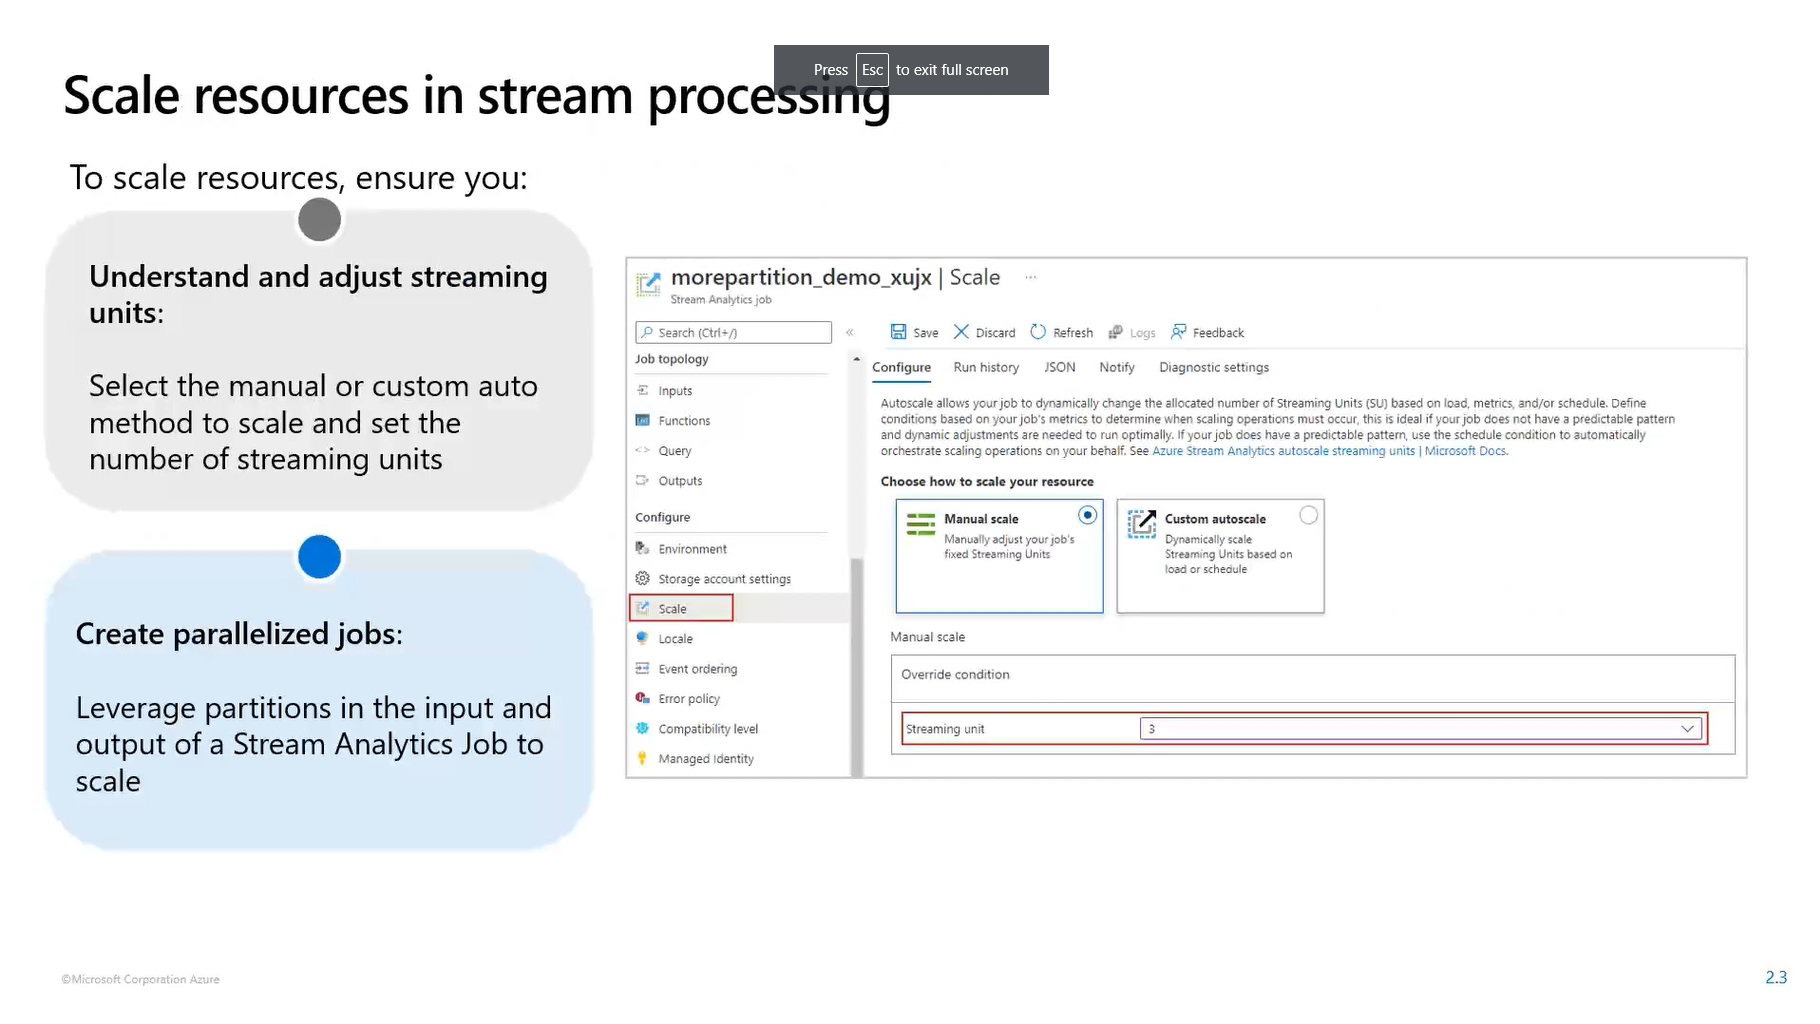 Press Esc to exit full screen
Scale resources in stream processing
To scale resources, ensure you:
Understand and adjust streaming
units:
Select the manual or custom auto
method to scale and set the
number of streaming units
Create parallelized jobs:
Leverage partitions in the input and
output of a Stream Analytics Job to
scale
morepartition_demo_xujx | Scale ...
Stream Analytics job
Search (Ctrl+/)
«
Job topology
Inputs
Functions
Query
Outputs
Configure
Environment
Storage account settings
Scale
Locale
Event ordering
Error policy
Compatibility level
Managed Identity
Save Discard Refresh Logs Feedback
Configure Run history JSON Notify Diagnostic settings
Autoscale allows your job to dynamically change the allocated number of Streaming Units (SU) based on load, metrics, and/or schedule. Define
conditions based on your job's metrics to determine when scaling operations must occur, this is ideal if your job does not have a predictable pattern
and dynamic adjustments are needed to run optimally. If your job does have a predictable pattern, use the schedule condition to automatically
orchestrate scaling operations on your behalf. See Azure Stream Analytics autoscale streaming units | Microsoft Docs.
Choose how to scale your resource
Manual scale
Manually adjust your job's
fixed Streaming Units
Custom autoscale
Dynamically scale
Streaming Units based on
load or schedule
Manual scale
Override condition
Streaming unit 3
©Microsoft Corporation Azure
2.3